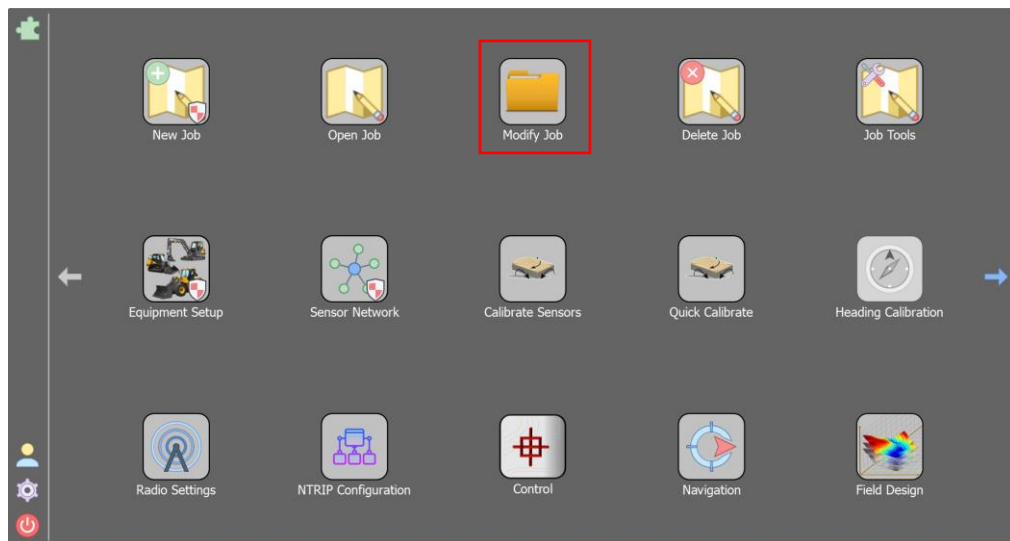 New Job
Open Job
Modify Job
Delete Job
Job Tools
Equipment Setup
Sensor Network
Calibrate Sensors
Quick Calibrate
Heading Calibration
Radio Settings
NTRIP Configuration
Control
Navigation
Field Design